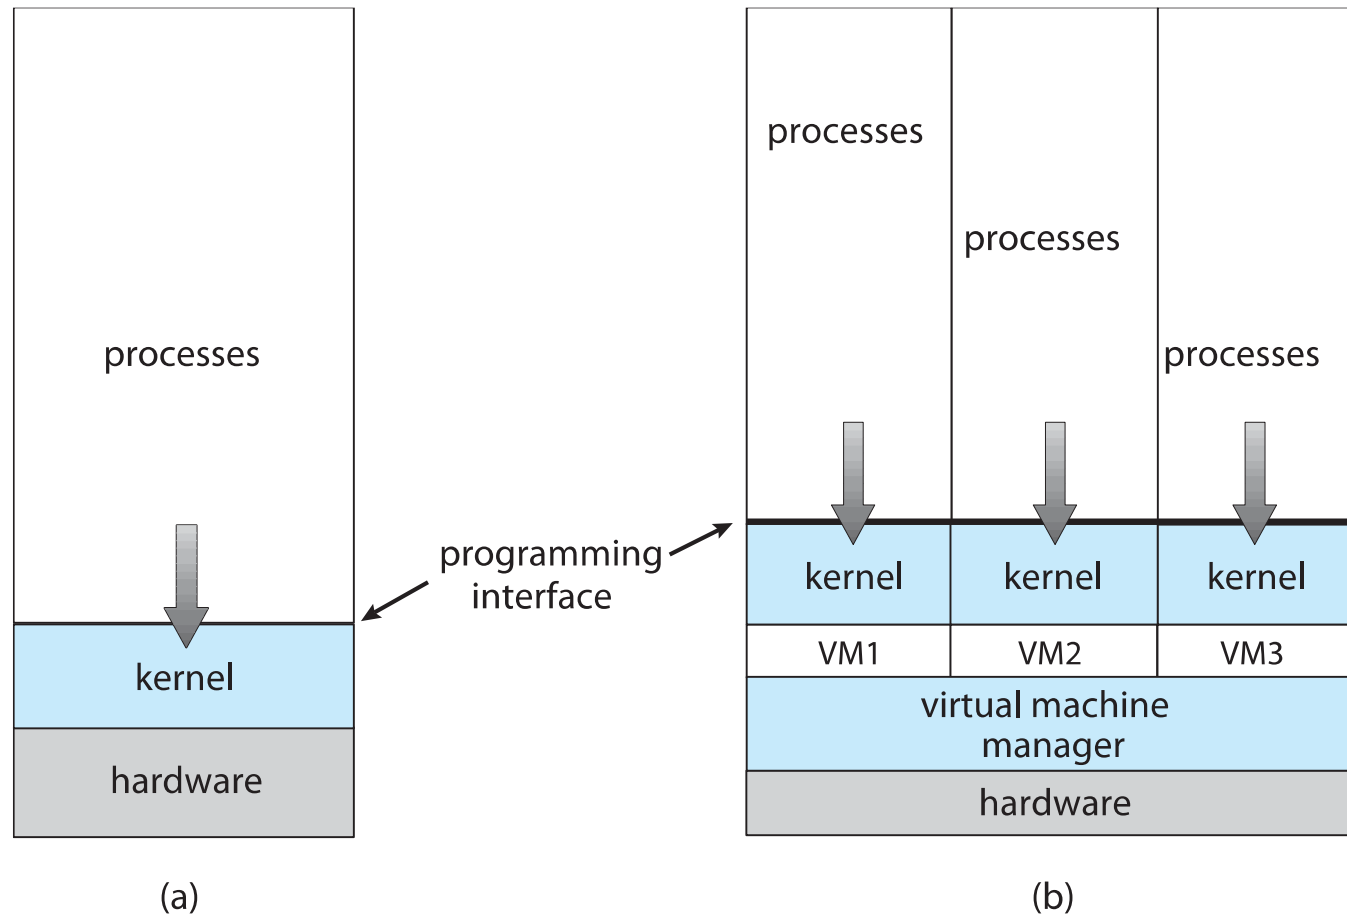 processes
kernel
hardware
(a)
programming
interface
processes
processes
processes
kernel
kernel
kernel
VM1
VM2
VM3
virtual machine
manager
hardware
(b)